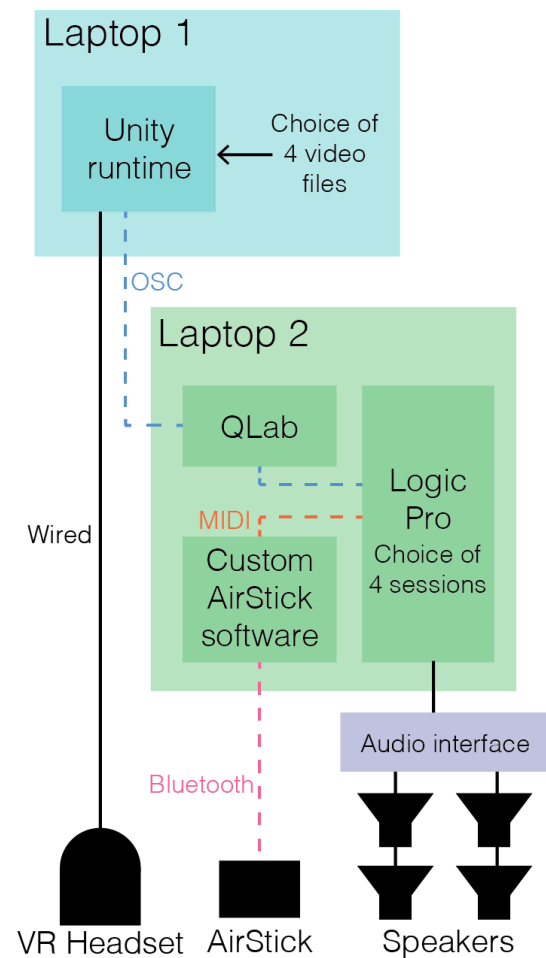 Laptop 1
Unity
runtime
Choice of
4 video
files
OSC
Laptop 2
QLab
Logic
Pro
Choice of
4 sessions
MIDI
Wired
Custom
AirStick
software
Audio interface
Bluetooth
VR Headset
AirStick
Speakers